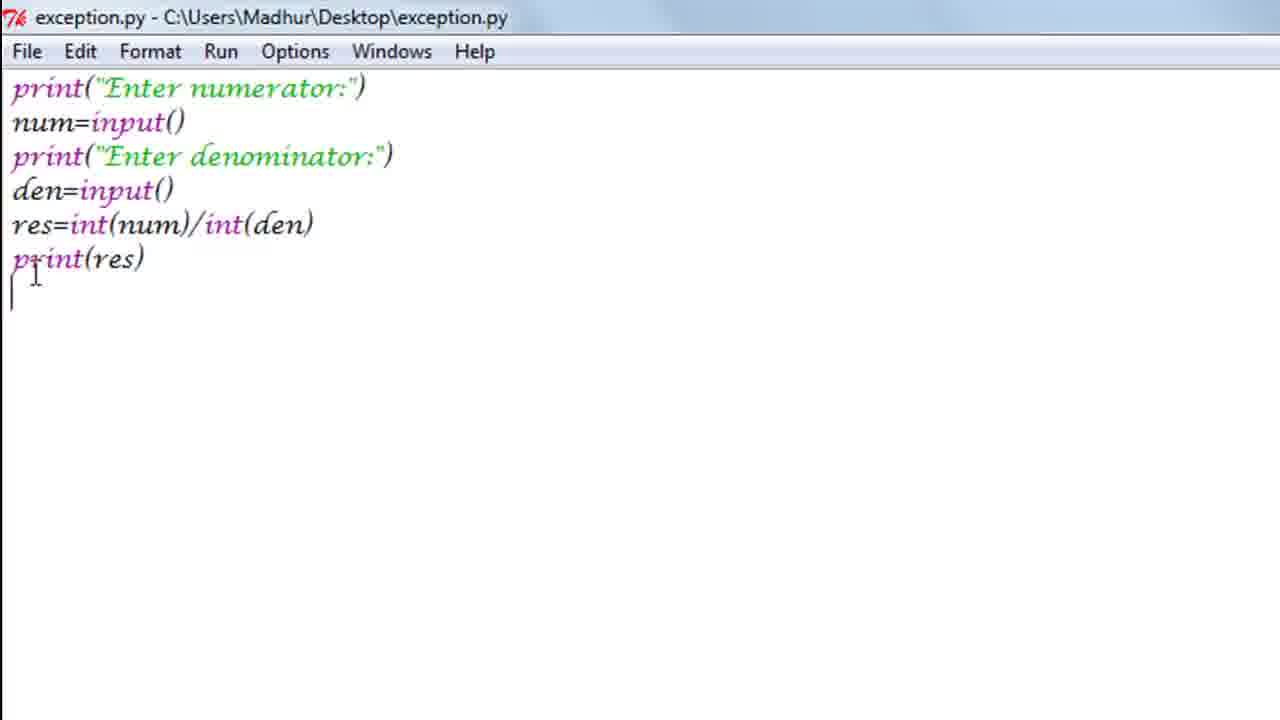 exception.py - C:\Users\Madhur\Desktop\exception.py
File Edit Format Run Options Windows Help
print("Enter numerator:")
num=input()
print("Enter denominator:")
den=input()
res=int(num)/int(den)
print(res)